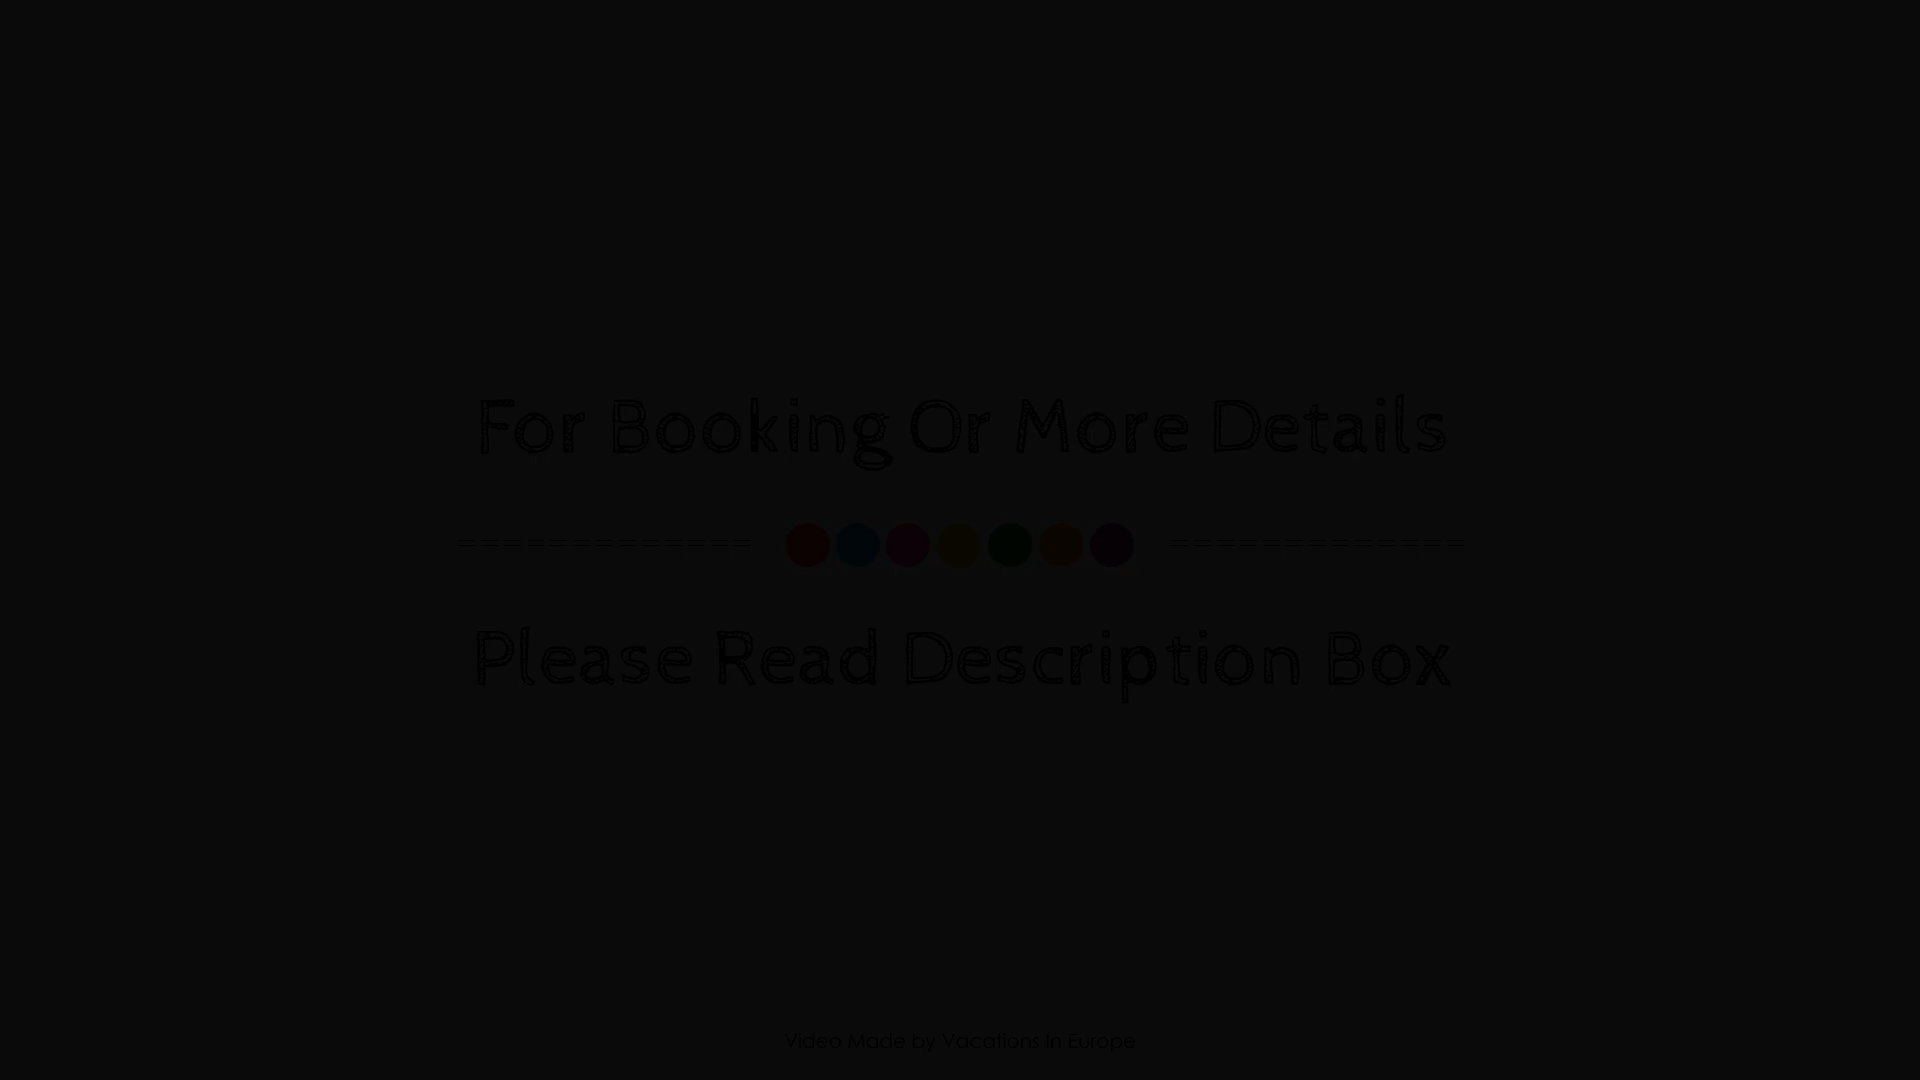 For Booking Or More Details
Please Read Description Box
Video Made by Vacations In Europe